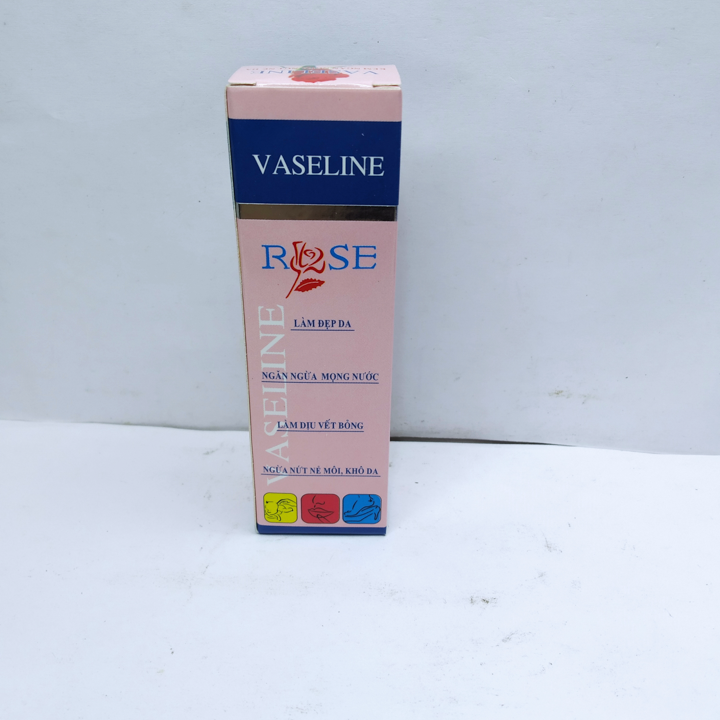 VASELINE
VASELINE
ROSE
LÀM ĐẸP DA
NGĂN NGỪA MỌNG NƯỚC
LÀM DỊU VẾT BỎNG
NGỪA NỨT NẺ MÔI, KHÔ DA
VASELINE